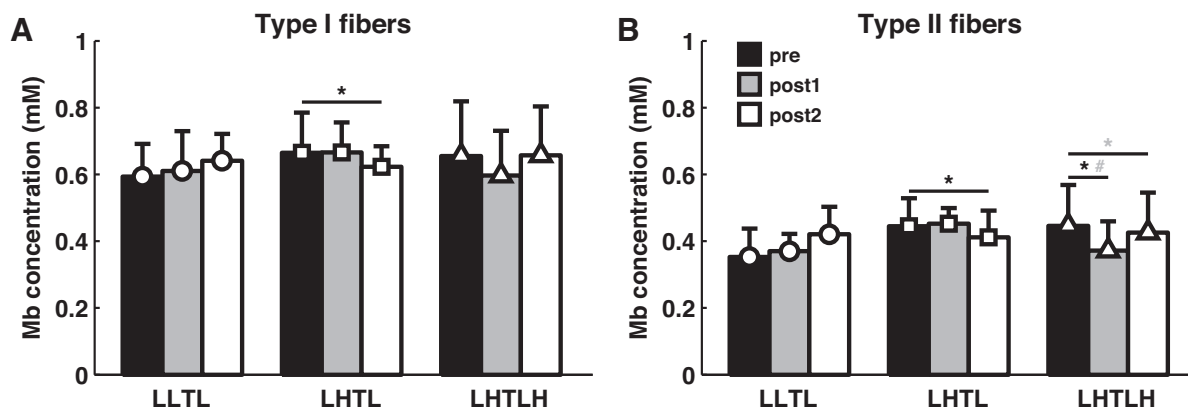 A
Type I fibers
Mb concentration (mM)
1
0.8
0.6
0.4
0.2
0
*
LLTL
LHTL
LHTLH
B
Type II fibers
Mb concentration (mM)
1
0.8
0.6
0.4
0.2
0
pre
post1
post2
*
*
* #
LLTL
LHTL
LHTLH